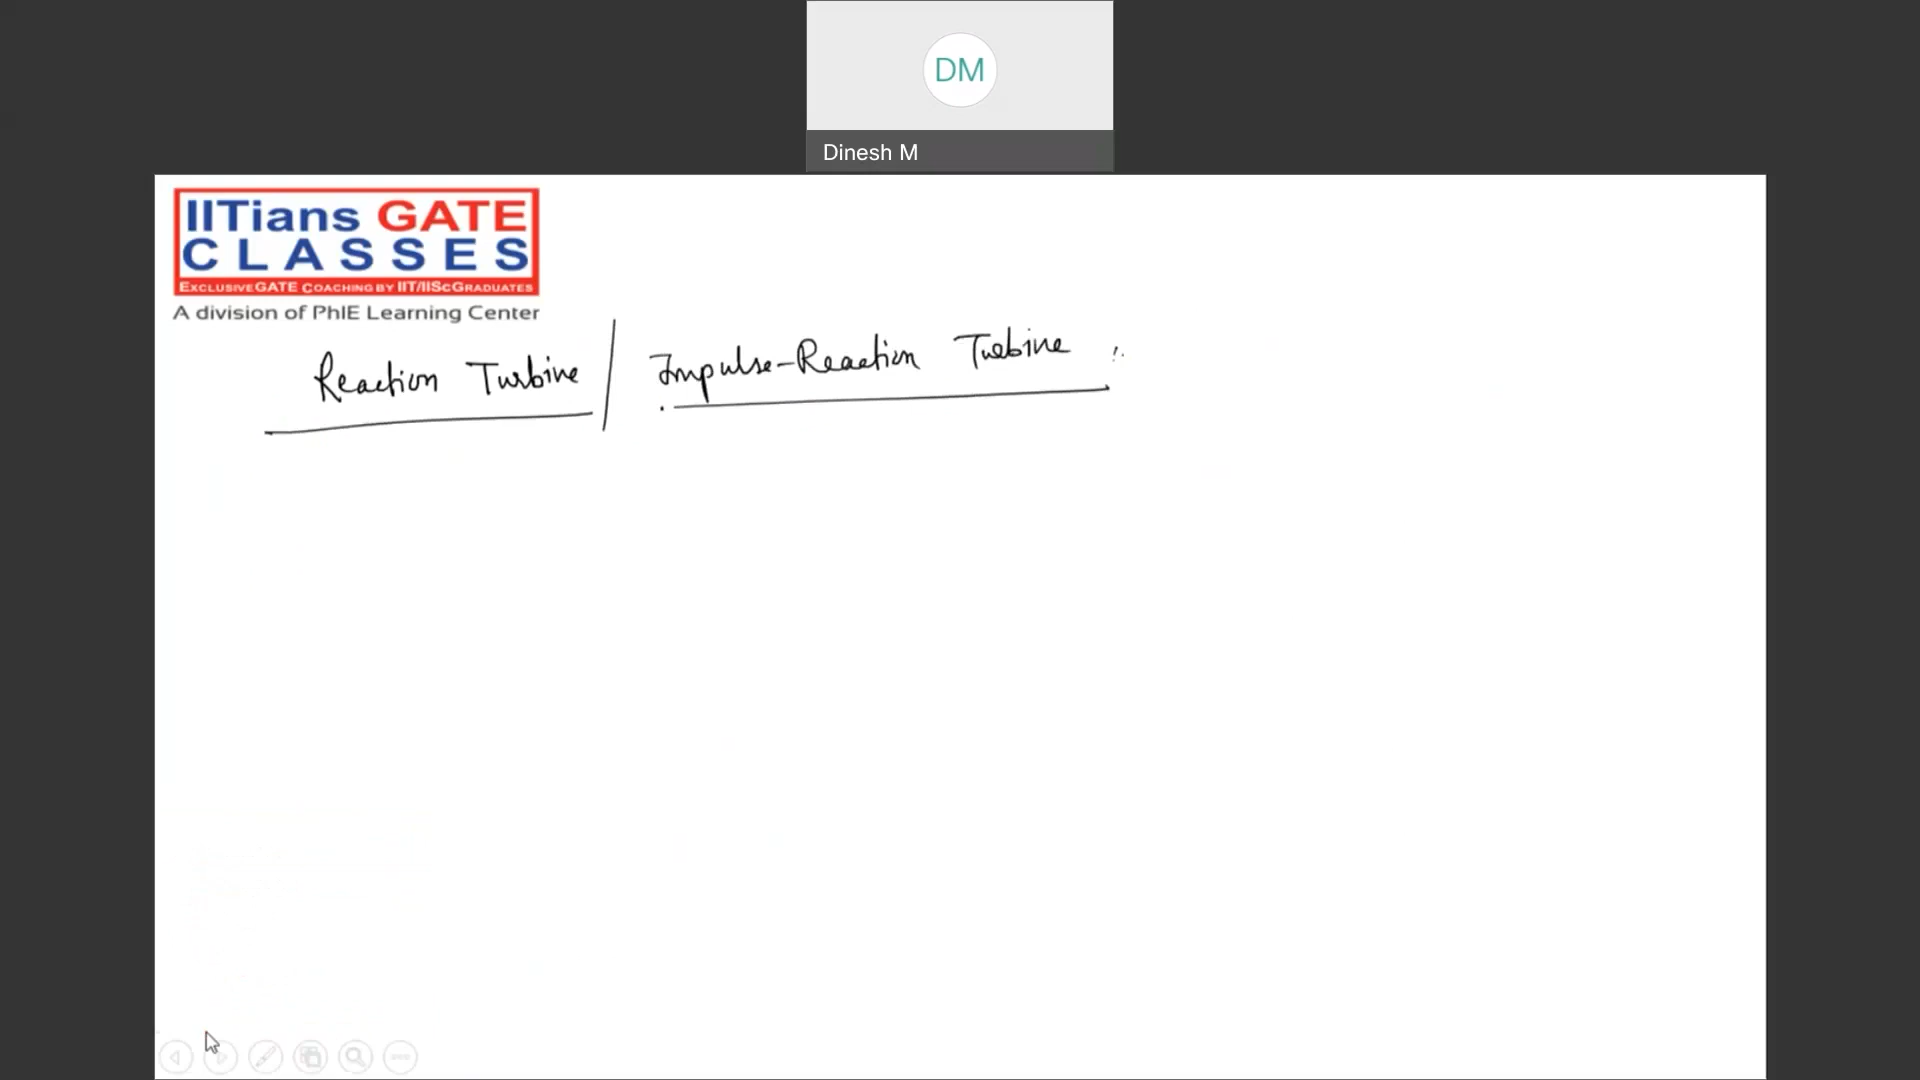 DM
Dinesh M
IITians GATE
CLASSES
EXCLUSIVE GATE COACHING BY IIT/IISc GRADUATES
A division of PhIE Learning Center
Reaction Turbine / Impulse-Reaction Turbine :